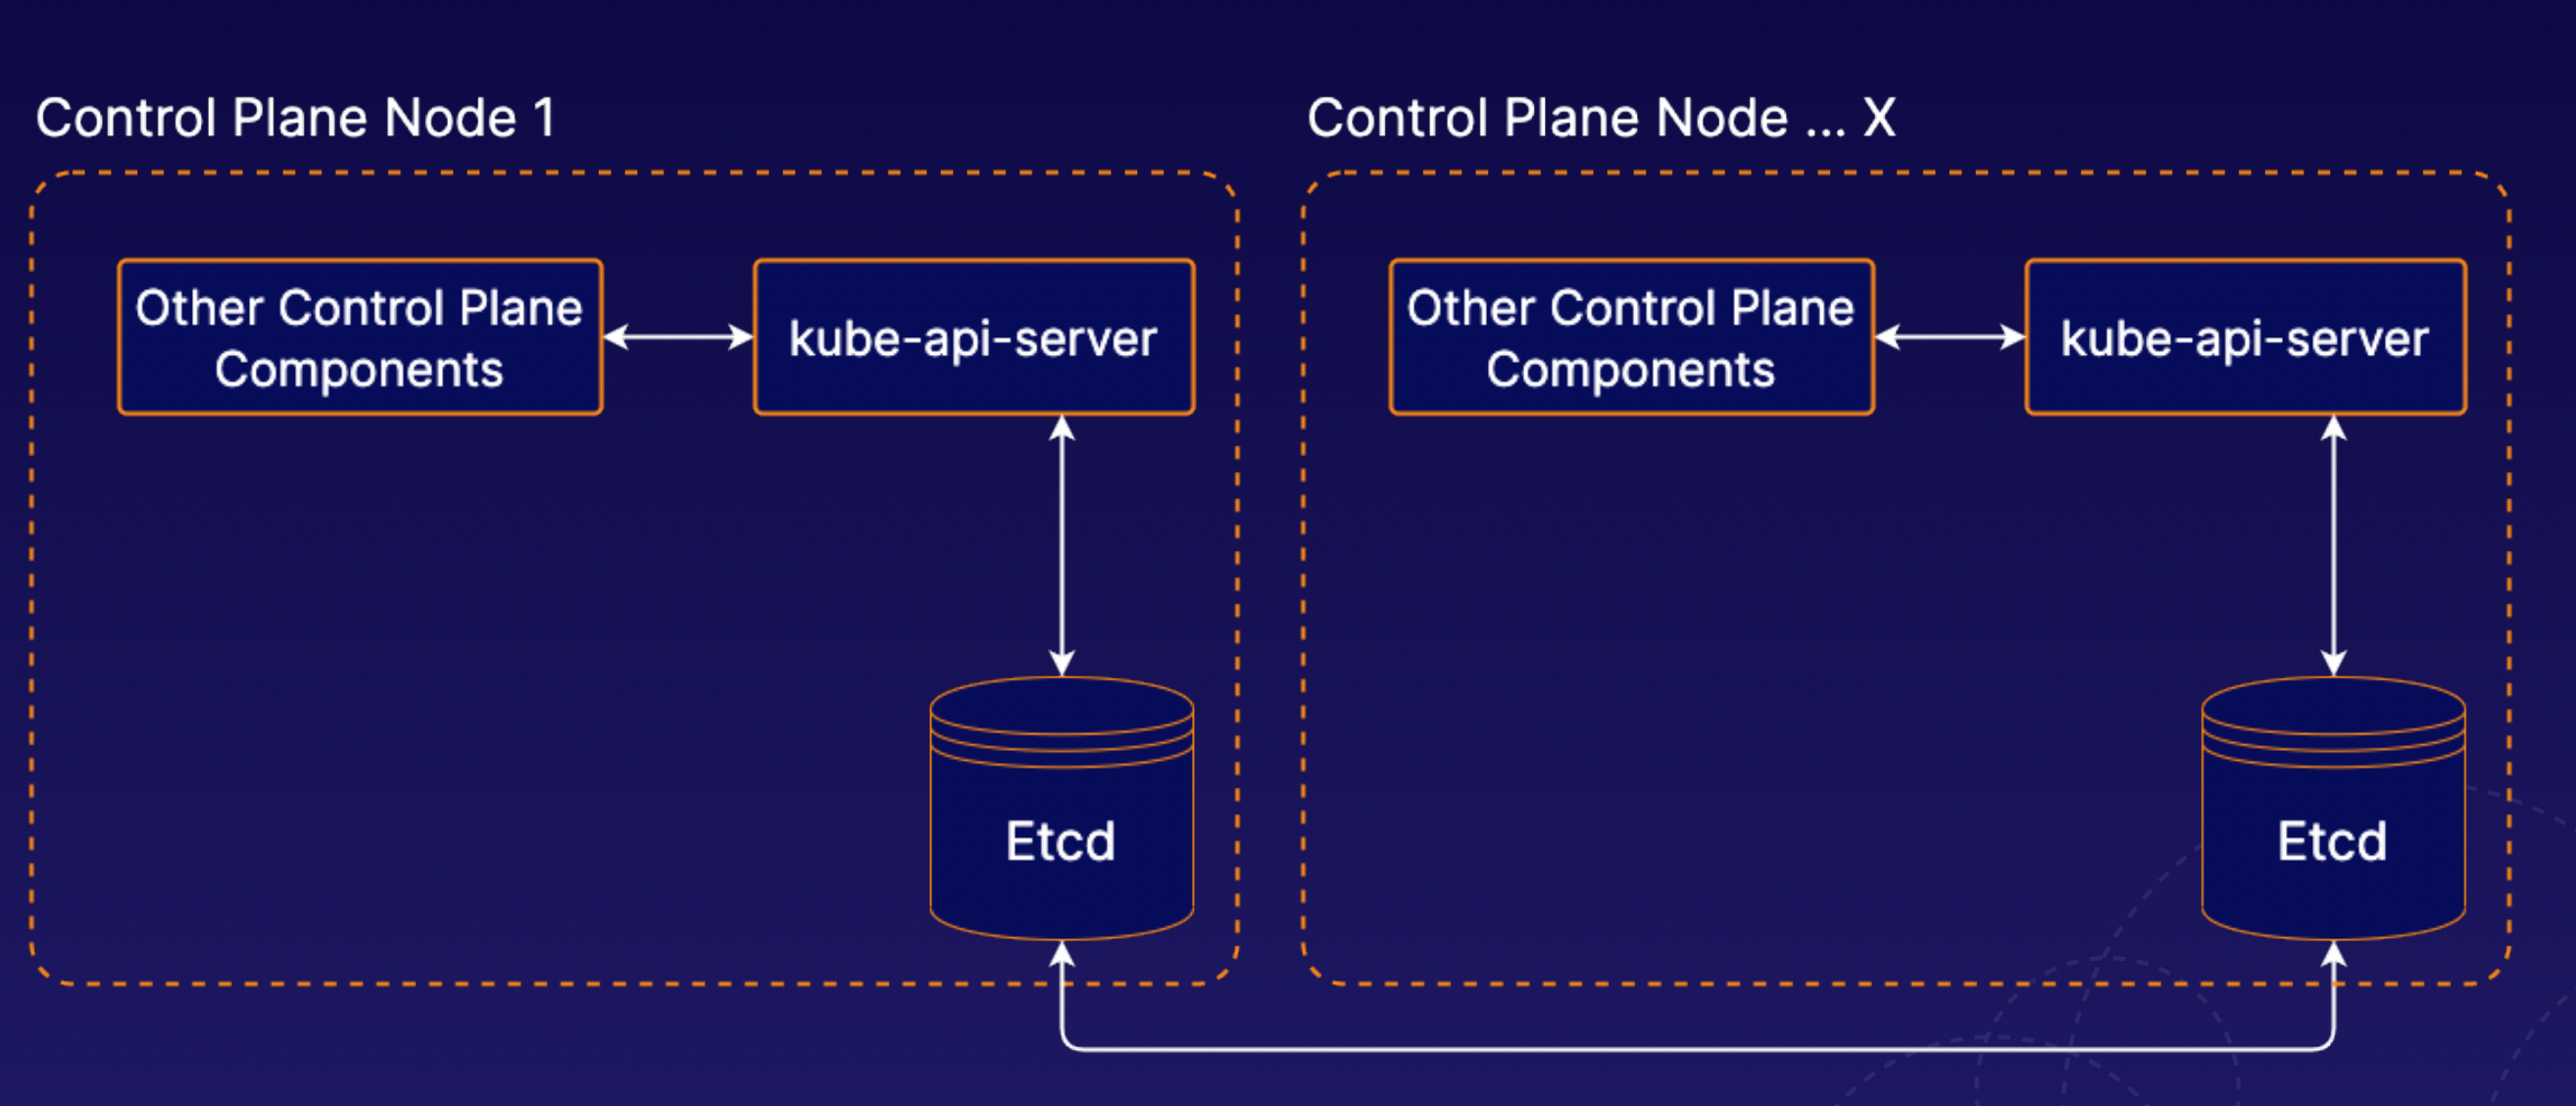 Control Plane Node 1
Control Plane Node ... X
Other Control Plane
Components
kube-api-server
Other Control Plane
Components
kube-api-server
Etcd
Etcd